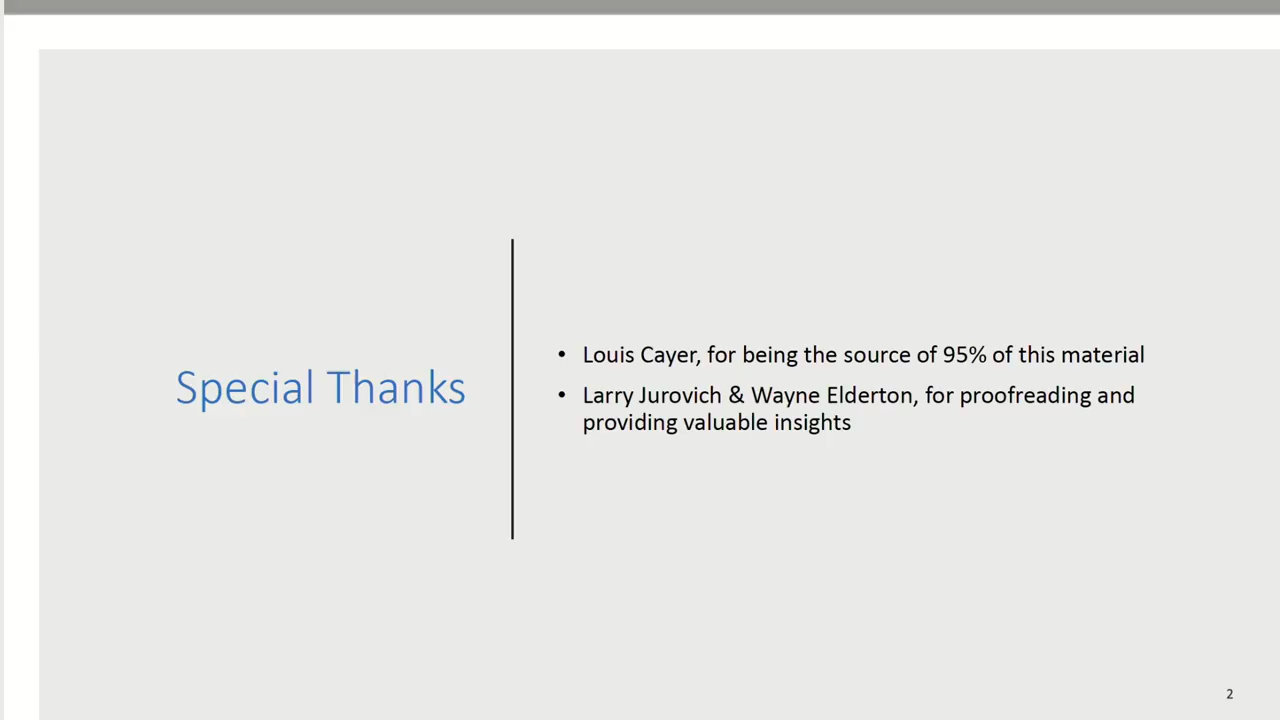 Special Thanks
• Louis Cayer, for being the source of 95% of this material
• Larry Jurovich & Wayne Elderton, for proofreading and
providing valuable insights
2